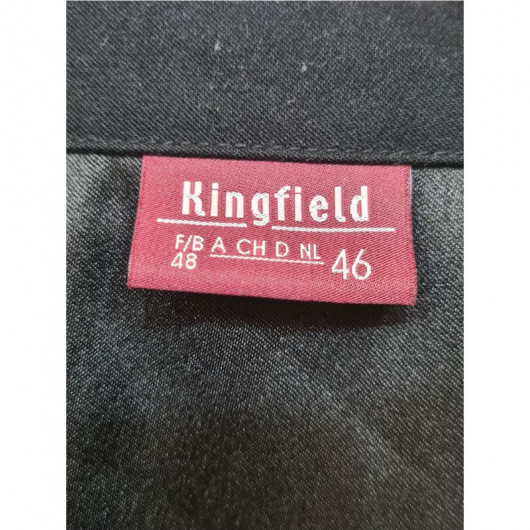 Kingfield
F/B A CH D NL
48 46